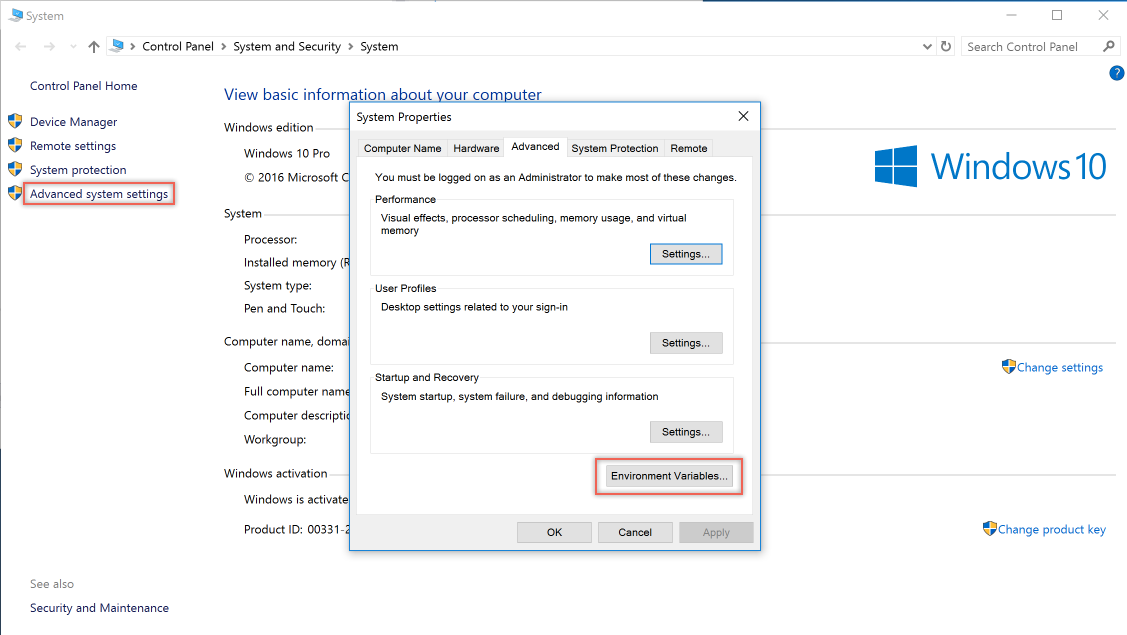 System
Control Panel > System and Security > System
Search Control Panel
?
Control Panel Home
Device Manager
Remote settings
System protection
Advanced system settings
See also
Security and Maintenance
View basic information about your computer
Windows edition
Windows 10 Pro
© 2016 Microsoft C
Windows 10
System
Processor:
Installed memory (R
System type:
Pen and Touch:
Computer name, domai
Computer name:
Full computer name
Computer descriptio
Workgroup:
Change settings
Windows activation
Windows is activate
Product ID: 00331-2
Change product key
System Properties
Computer Name
Hardware
Advanced
System Protection
Remote
You must be logged on as an Administrator to make most of these changes.
Performance
Visual effects, processor scheduling, memory usage, and virtual
memory
Settings...
User Profiles
Desktop settings related to your sign-in
Settings...
Startup and Recovery
System startup, system failure, and debugging information
Settings...
Environment Variables...
OK
Cancel
Apply